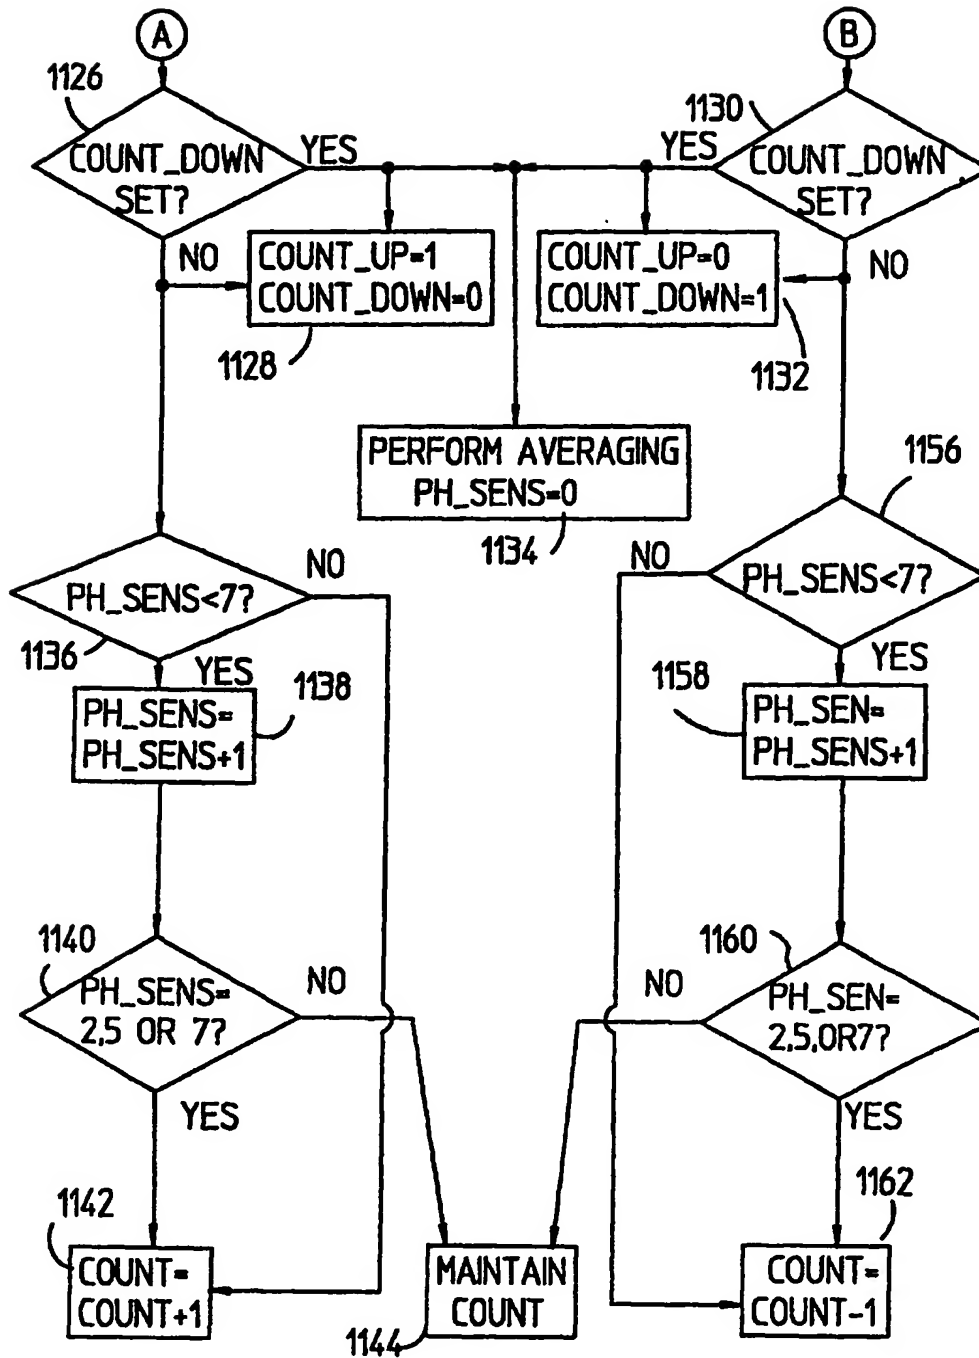 A
B
1126
1130
COUNT_DOWN
SET?
YES
YES
COUNT_DOWN
SET?
NO
COUNT_UP=1
COUNT_DOWN=0
COUNT_UP=0
COUNT_DOWN=1
NO
1128
1132
PERFORM AVERAGING
PH_SENS=0
1134
1156
PH_SENS<7?
NO
NO
PH_SENS<7?
1136
YES
YES
1138
1158
PH_SENS=
PH_SENS+1
PH_SEN=
PH_SENS+1
1140
1160
PH_SENS=
2,5 OR 7?
NO
NO
PH_SEN=
2,5,OR7?
YES
YES
1142
1162
COUNT=
COUNT+1
MAINTAIN
COUNT
COUNT=
COUNT-1
1144